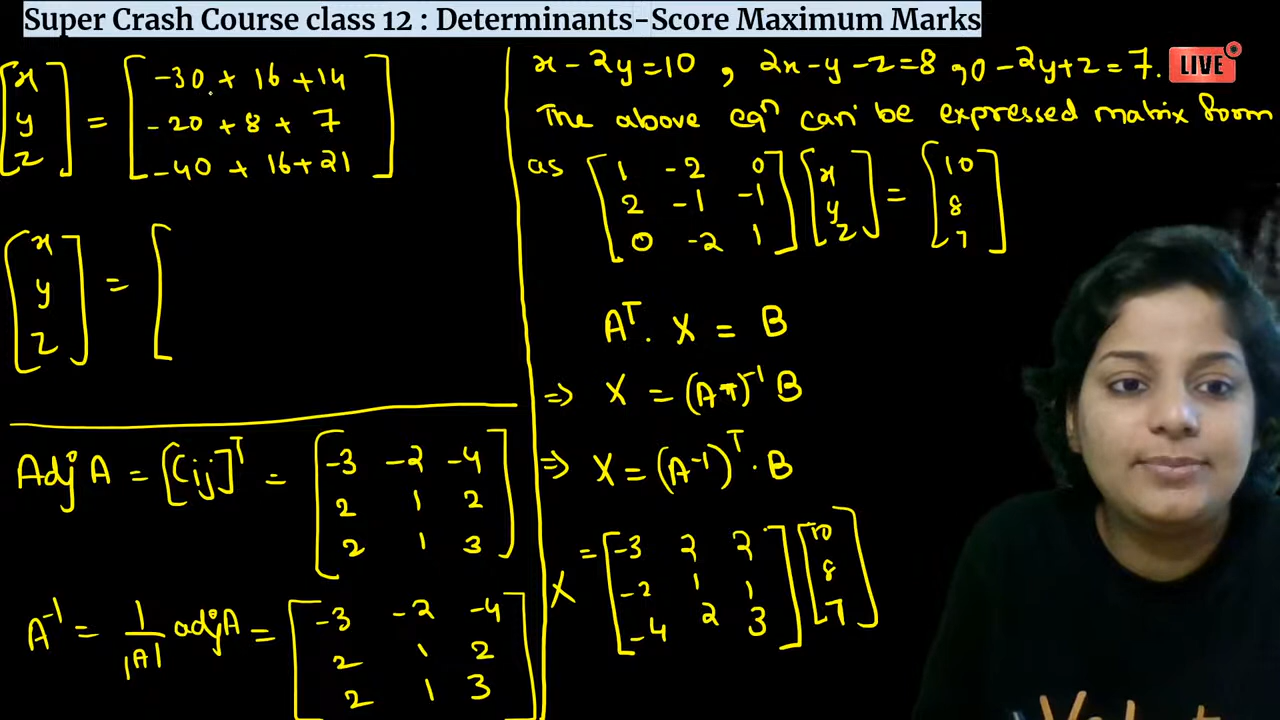 Super Crash Course class 12 : Determinants-Score Maximum Marks
LIVE
[x y z] = [-30 + 16 + 14
-20 + 8 + 7
-40 + 16 + 21]
[x y z] = [
Adj A = [Cij]ᵀ = [-3 -2 -4
2 1 2
2 1 3]
A⁻¹ = 1/|A| adjA = [-3 -2 -4
2 1 2
2 1 3]
x - 2y = 10 , 2x - y - z = 8 , 0 - 2y + z = 7.
The above eqⁿ can be expressed matrix form
as [1 -2 0
2 -1 -1
0 -2 1] [x y z] = [10 8 7]
Aᵀ. X = B
⇒ X = (Aᵀ)⁻¹ B
⇒ X = (A⁻¹)ᵀ . B
X = [-3 2 2
-2 1 1
-4 2 3] [10 8 7]